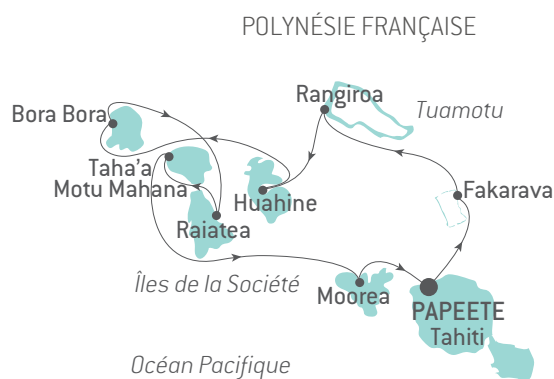 POLYNÉSIE FRANÇAISE
Rangiroa
Tuamotu
Bora Bora
Taha’a
Motu Mahana
Huahine
Fakarava
Raiatea
Îles de la Société
Moorea
PAPEETE
Tahiti
Océan Pacifique